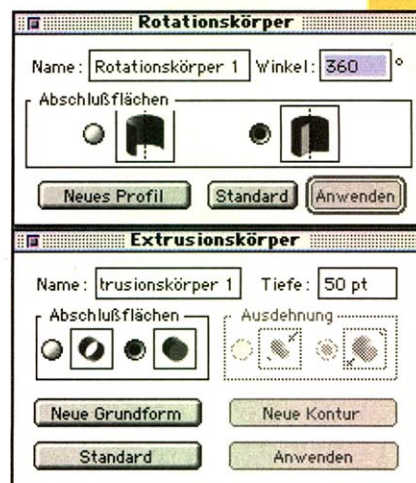 Rotationskörper
Name: Rotationskörper 1 Winkel: 360 °
Abschlußflächen
Neues Profil Standard Anwenden
Extrusionskörper
Name: trusionskörper 1 Tiefe: 50 pt
Abschlußflächen Ausdehnung
Neue Grundform Neue Kontur
Standard Anwenden